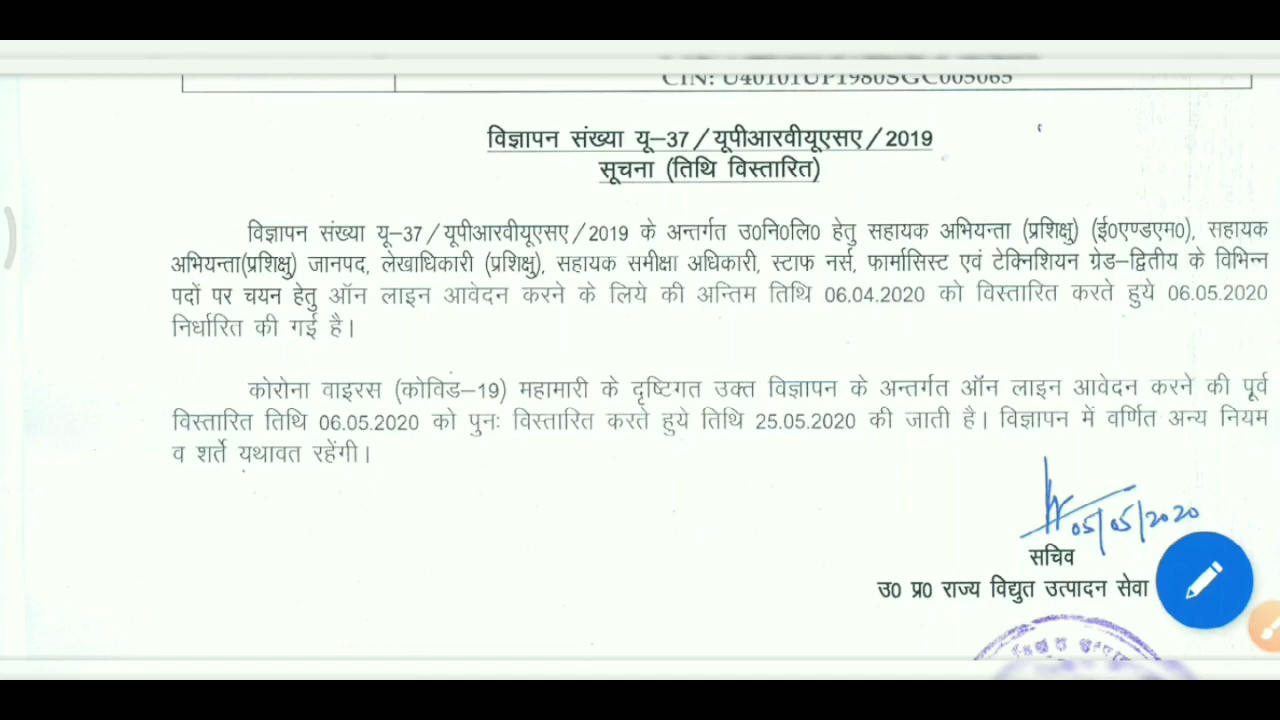 CIN: U40101UP1980SGC005065
विज्ञापन संख्या यू–37/यूपीआरवीयूएसए/2019
सूचना (तिथि विस्तारित)
विज्ञापन संख्या यू–37/यूपीआरवीयूएसए/2019 के अन्तर्गत उ0नि0लि0 हेतु सहायक अभियन्ता (प्रशिक्षु) (ई0एण्डएम0), सहायक
अभियन्ता(प्रशिक्षु) जानपद, लेखाधिकारी (प्रशिक्षु), सहायक समीक्षा अधिकारी, स्टाफ नर्स, फार्मासिस्ट एवं टेक्निशियन ग्रेड–द्वितीय के विभिन्न
पदों पर चयन हेतु ऑन लाइन आवेदन करने के लिये की अन्तिम तिथि 06.04.2020 को विस्तारित करते हुये 06.05.2020
निर्धारित की गई है।
कोरोना वाइरस (कोविड–19) महामारी के दृष्टिगत उक्त विज्ञापन के अन्तर्गत ऑन लाइन आवेदन करने की पूर्व
विस्तारित तिथि 06.05.2020 को पुनः विस्तारित करते हुये तिथि 25.05.2020 की जाती है। विज्ञापन में वर्णित अन्य नियम
व शर्ते यथावत रहेंगी।
05/05/2020
सचिव
उ0 प्र0 राज्य विद्युत उत्पादन सेवा